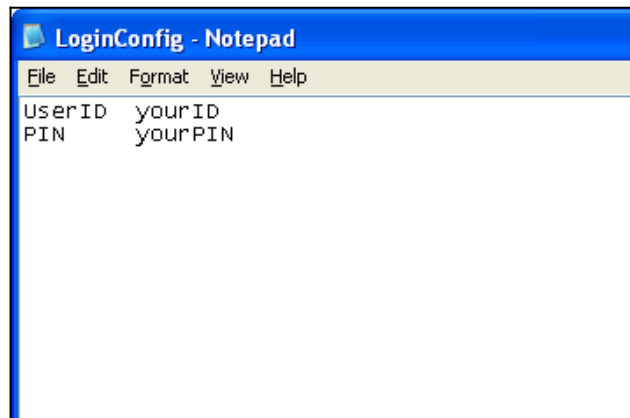 LoginConfig - Notepad
File Edit Format View Help
UserID yourID
PIN yourPIN